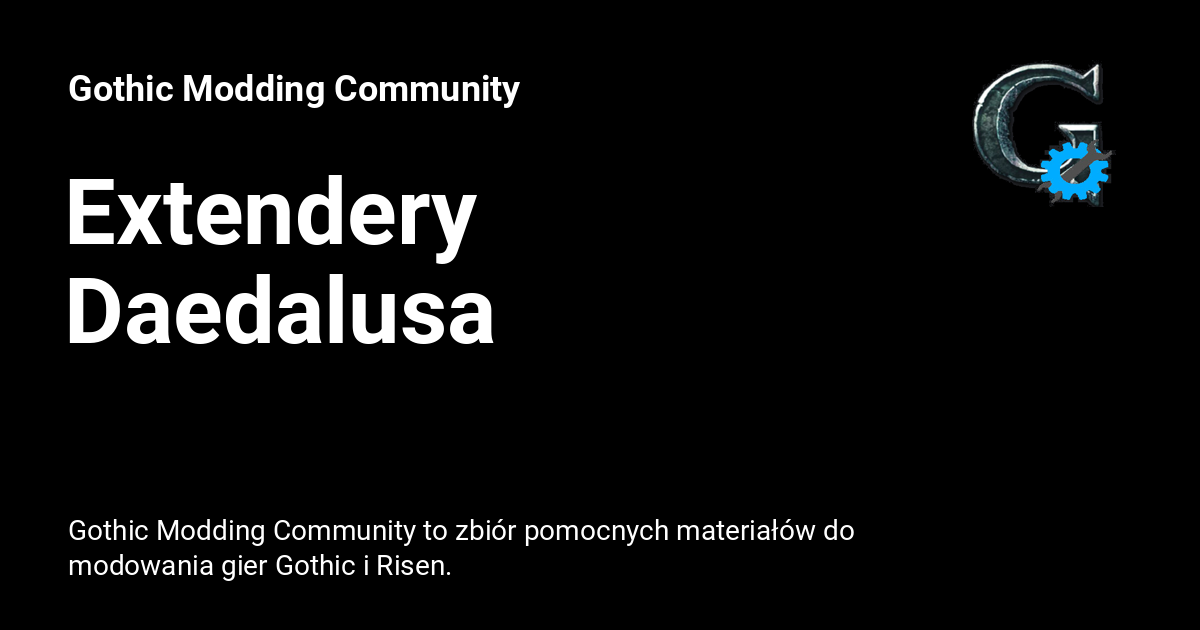 Gothic Modding Community
Extendery
Daedalusa
Gothic Modding Community to zbiór pomocnych materiałów do
modowania gier Gothic i Risen.